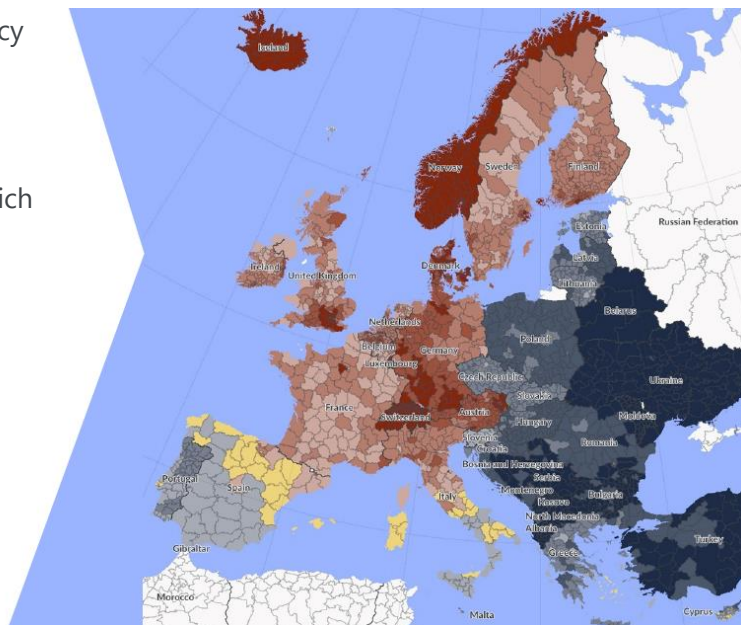 cy
ich
Iceland
Norway
Sweden
Finland
Russian Federation
Estonia
Latvia
Lithuania
Ireland
United Kingdom
Denmark
Belarus
Netherlands
Belgium
Germany
Poland
Luxembourg
Czech Republic
Ukraine
Slovakia
France
Switzerland
Austria
Hungary
Moldova
Slovenia
Croatia
Romania
Bosnia and Herzegovina
Serbia
Portugal
Spain
Italy
Montenegro
Kosovo
Bulgaria
North Macedonia
Albania
Gibraltar
Greece
Turkey
Morocco
Malta
Cyprus